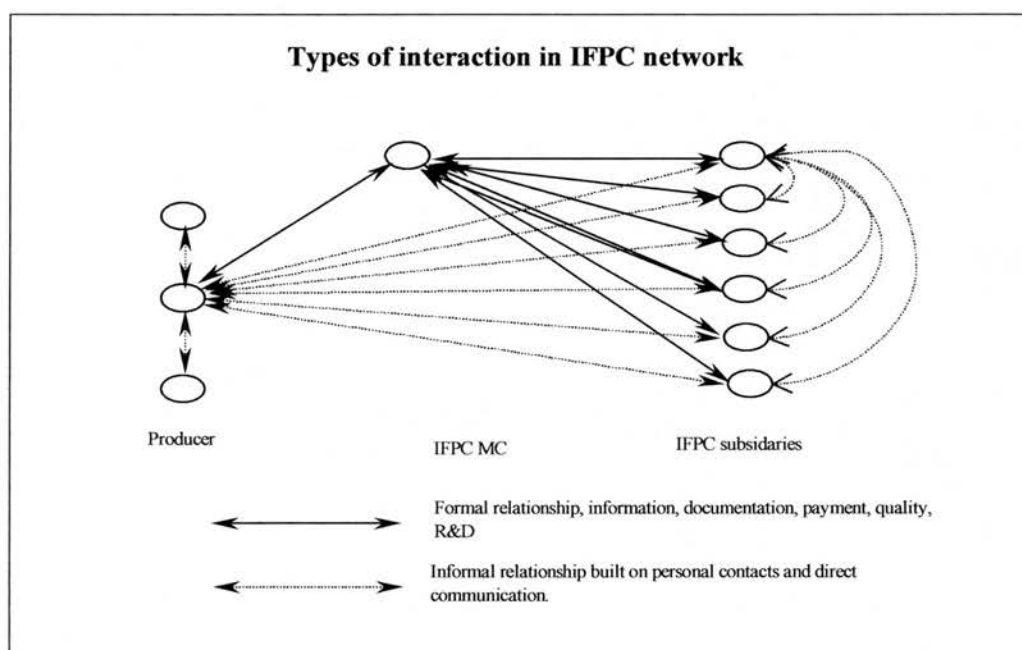 Types of interaction in IFPC network
Producer
IFPC MC
IFPC subsidaries
Formal relationship, information, documentation, payment, quality,
R&D
Informal relationship built on personal contacts and direct
communication.